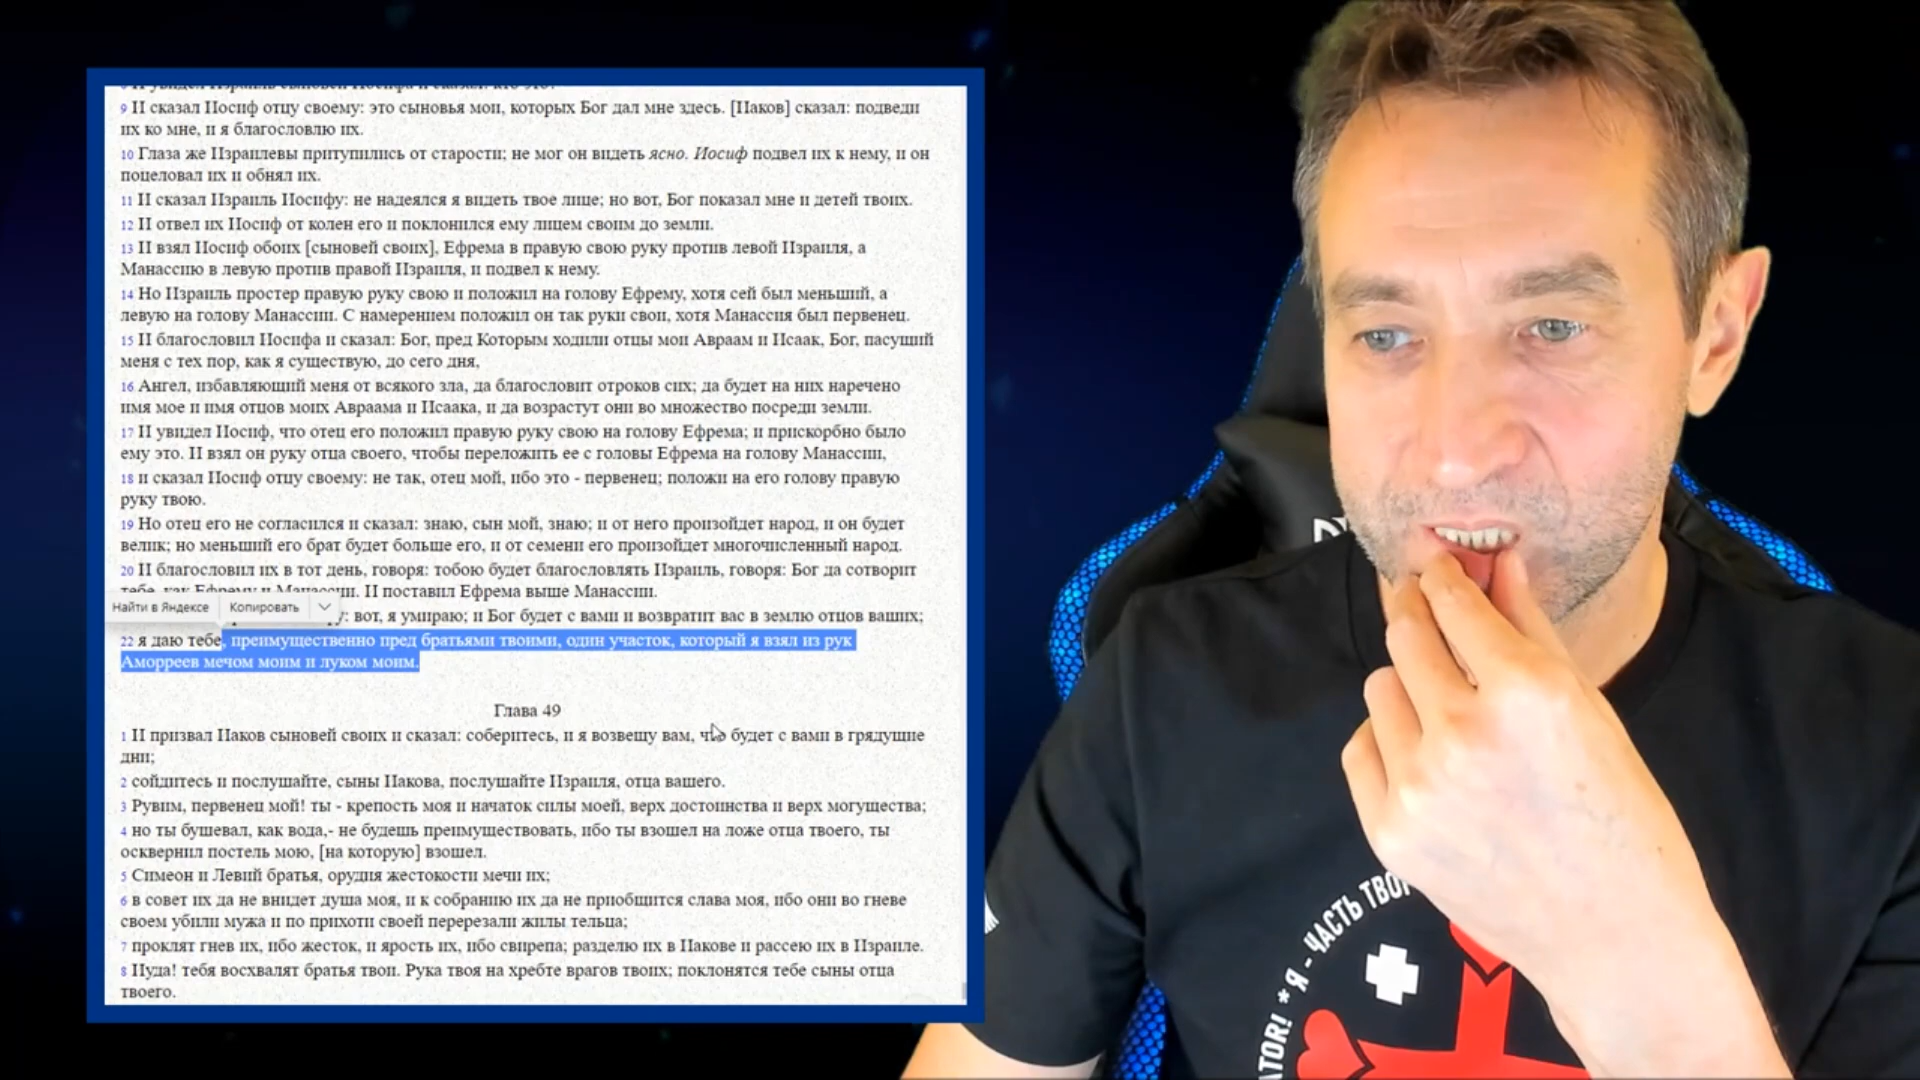 9 И сказал Иосиф отцу своему: это сыновья мои, которых Бог дал мне здесь. [Иаков] сказал: подведи
их ко мне, и я благословлю их.
10 Глаза же Израилевы притупились от старости; не мог он видеть ясно. Иосиф подвел их к нему, и он
поцеловал их и обнял их.
11 И сказал Израиль Иосифу: не надеялся я видеть твое лице; но вот, Бог показал мне и детей твоих.
12 И отвел их Иосиф от колен его и поклонился ему лицем своим до земли.
13 И взял Иосиф обоих [сыновей своих], Ефрема в правую свою руку против левой Израиля, а
Манассию в левую против правой Израиля, и подвел к нему.
14 Но Израиль простер правую руку свою и положил на голову Ефрему, хотя сей был меньший, а
левую на голову Манассии. С намерением положил он так руки свои, хотя Манассия был первенец.
15 И благословил Иосифа и сказал: Бог, пред Которым ходили отцы мои Авраам и Исаак, Бог, пасущий
меня с тех пор, как я существую, до сего дня,
16 Ангел, избавляющий меня от всякого зла, да благословит отроков сих; да будет на них наречено
имя мое и имя отцов моих Авраама и Исаака, и да возрастут они во множество посреди земли.
17 И увидел Иосиф, что отец его положил правую руку свою на голову Ефрема; и прискорбно было
ему это. И взял он руку отца своего, чтобы переложить ее с головы Ефрема на голову Манассии,
18 и сказал Иосиф отцу своему: не так, отец мой, ибо это - первенец; положи на его голову правую
руку твою.
19 Но отец его не согласился и сказал: знаю, сын мой, знаю; и от него произойдет народ, и он будет
велик; но меньший его брат будет больше его, и от семени его произойдет многочисленный народ.
20 И благословил их в тот день, говоря: тобою будет благословлять Израиль, говоря: Бог да сотворит
тебе, как Ефрему и Манассии. И поставил Ефрема выше Манассии.
Найти в Яндексе Копировать
вот, я умираю; и Бог будет с вами и возвратит вас в землю отцов ваших;
22 я даю тебе, преимущественно пред братьями твоими, один участок, который я взял из рук
Аморреев мечом моим и луком моим.
Глава 49
1 И призвал Иаков сыновей своих и сказал: соберитесь, и я возвещу вам, что будет с вами в грядущие
дни;
2 сойдитесь и послушайте, сыны Иакова, послушайте Израиля, отца вашего.
3 Рувим, первенец мой! ты - крепость моя и начаток силы моей, верх достоинства и верх могущества;
4 но ты бушевал, как вода,- не будешь преимуществовать, ибо ты взошел на ложе отца твоего, ты
осквернил постель мою, [на которую] взошел.
5 Симеон и Левий братья, орудия жестокости мечи их;
6 в совет их да не внидет душа моя, и к собранию их да не приобщится слава моя, ибо они во гневе
своем убили мужа и по прихоти своей перерезали жилы тельца;
7 проклят гнев их, ибо жесток, и ярость их, ибо свирепа; разделю их в Иакове и рассею их в Израиле.
8 Иуда! тебя восхвалят братья твои. Рука твоя на хребте врагов твоих; поклонятся тебе сыны отца
твоего.
ATOR! * Я - ЧАСТЬ